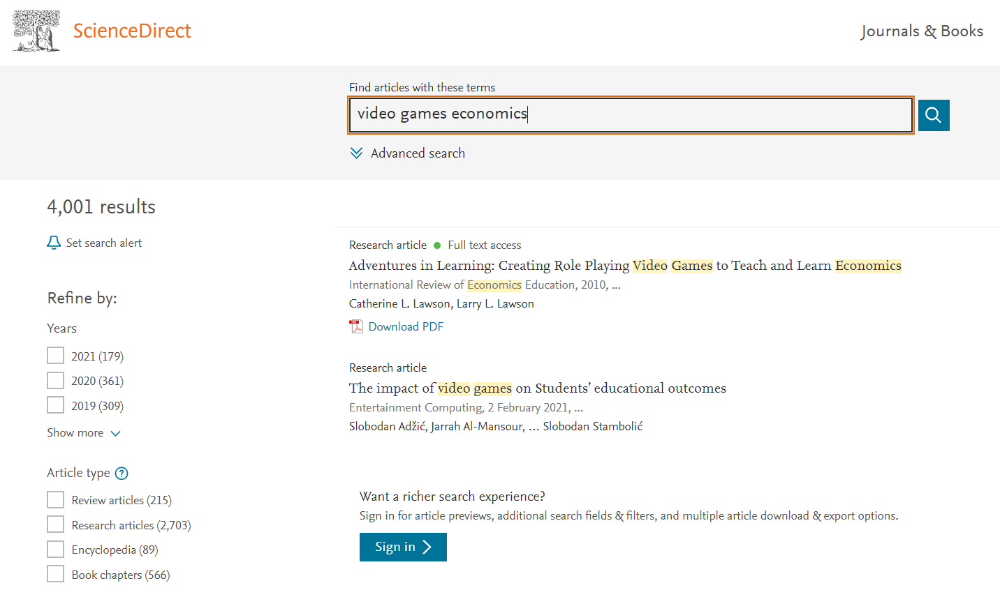 ScienceDirect
Journals & Books
Find articles with these terms
video games economics
Advanced search
4,001 results
Set search alert
Refine by:
Years
2021 (179)
2020 (361)
2019 (309)
Show more
Article type ?
Review articles (215)
Research articles (2,703)
Encyclopedia (89)
Book chapters (566)
Research article Full text access
Adventures in Learning: Creating Role Playing Video Games to Teach and Learn Economics
International Review of Economics Education, 2010, ...
Catherine L. Lawson, Larry L. Lawson
Download PDF
Research article
The impact of video games on Students’ educational outcomes
Entertainment Computing, 2 February 2021, ...
Slobodan Adžić, Jarrah Al-Mansour, … Slobodan Stambolić
Want a richer search experience?
Sign in for article previews, additional search fields & filters, and multiple article download & export options.
Sign in